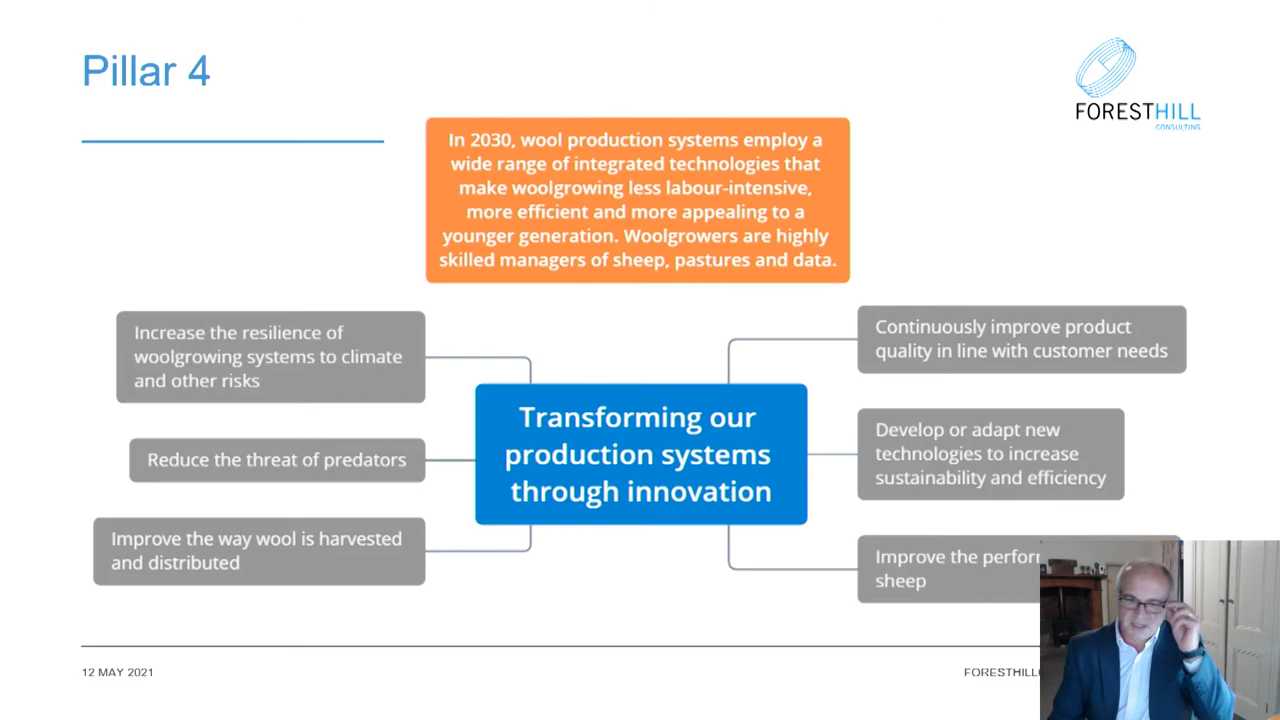 Pillar 4
FORESTHILL
CONSULTING
In 2030, wool production systems employ a
wide range of integrated technologies that
make woolgrowing less labour-intensive,
more efficient and more appealing to a
younger generation. Woolgrowers are highly
skilled managers of sheep, pastures and data.
Increase the resilience of
woolgrowing systems to climate
and other risks
Reduce the threat of predators
Improve the way wool is harvested
and distributed
Transforming our
production systems
through innovation
Continuously improve product
quality in line with customer needs
Develop or adapt new
technologies to increase
sustainability and efficiency
Improve the
sheep
12 MAY 2021